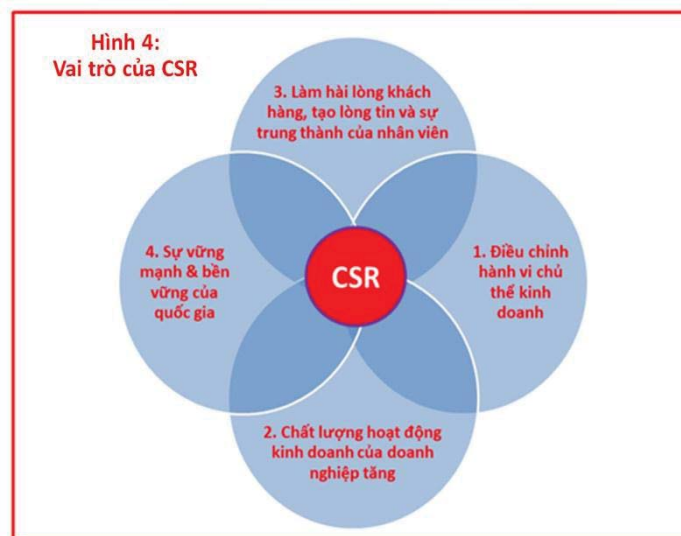 Hình 4:
Vai trò của CSR
3. Làm hài lòng khách
hàng, tạo lòng tin và sự
trung thành của nhân viên
4. Sự vững
mạnh & bền
vững của
quốc gia
CSR
1. Điều chỉnh
hành vi chủ
thể kinh
doanh
2. Chất lượng hoạt động
kinh doanh của doanh
nghiệp tăng